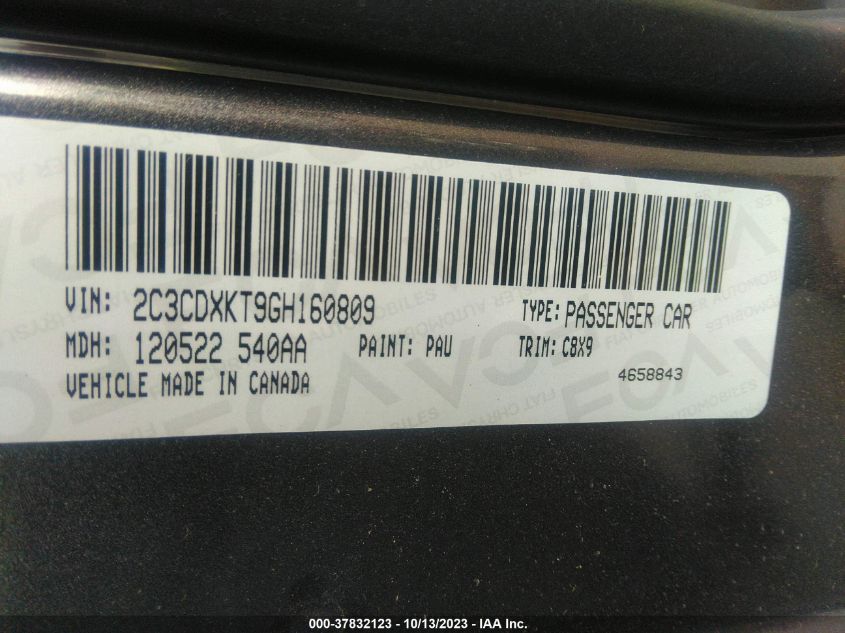 VIN: 2C3CDXKT9GH160809 TYPE: PASSENGER CAR
MDH: 120522 540AA PAINT: PAU TRIM: C8X9
VEHICLE MADE IN CANADA 4658843
000-37832123 - 10/13/2023 - IAA Inc.